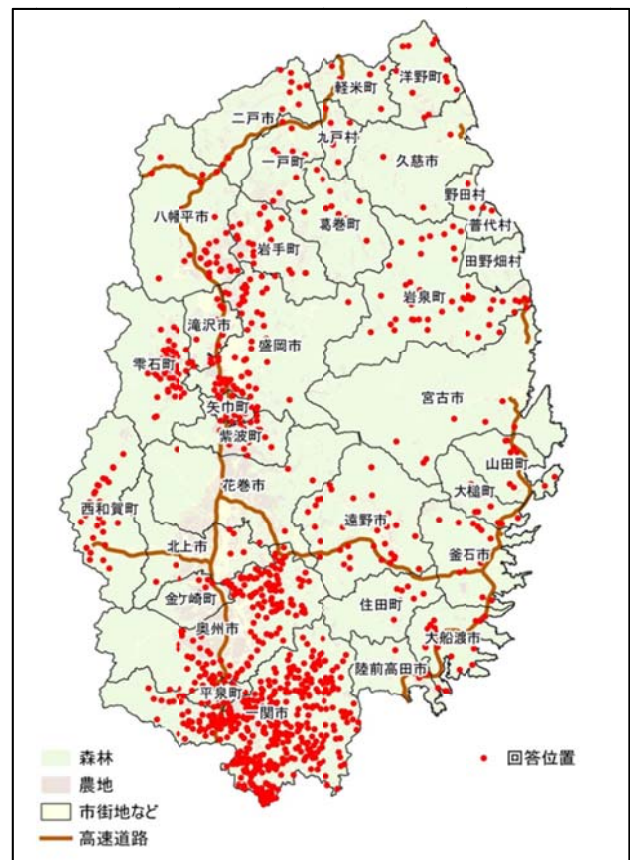 洋野町
軽米町
二戸市
九戸村
一戸町
久慈市
野田村
普代村
八幡平市
葛巻町
岩手町
田野畑村
岩泉町
滝沢市
盛岡市
雫石町
宮古市
矢巾町
紫波町
山田町
大槌町
花巻市
西和賀町
遠野市
北上市
釜石市
金ケ崎町
住田町
奥州市
大船渡市
陸前高田市
平泉町
一関市
森林
農地
市街地など
高速道路
回答位置